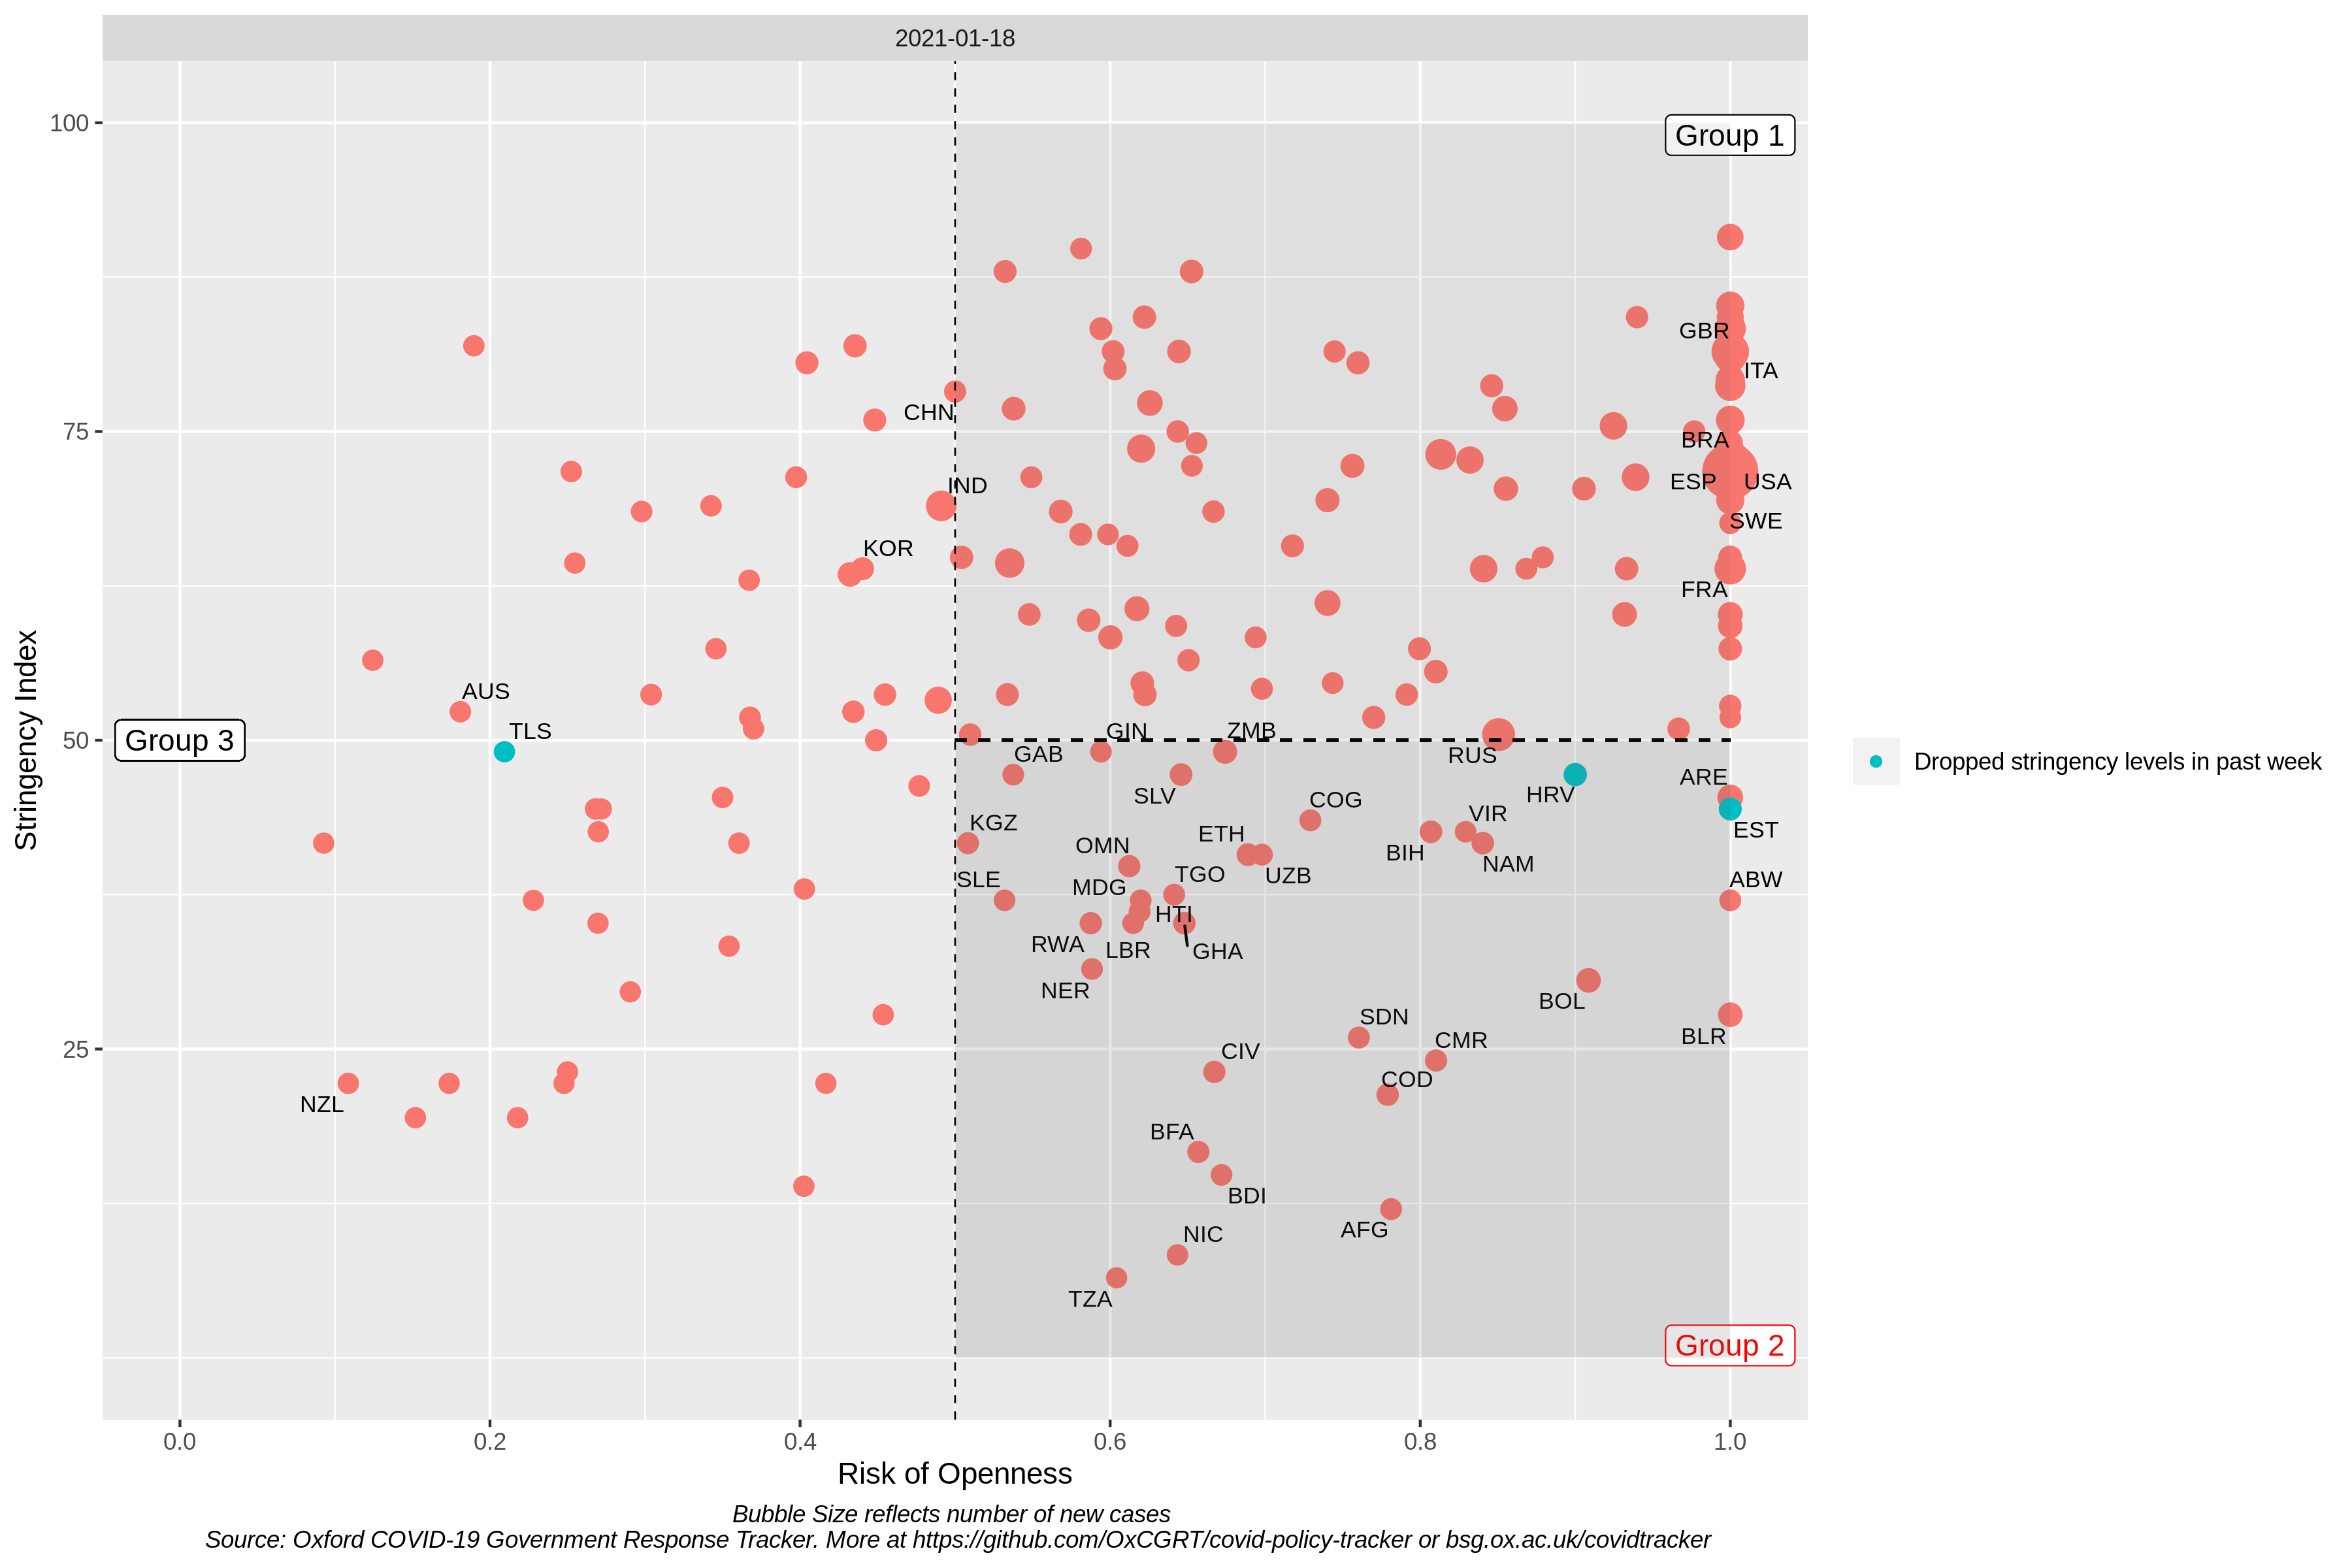 2021-01-18
100
Group 1
GBR
ITA
CHN
75
BRA
IND
ESP
USA
SWE
KOR
FRA
AUS
TLS
GIN
ZMB
Group 3
50
GAB
RUS
Dropped stringency levels in past week
ARE
SLV
HRV
COG
VIR
KGZ
ETH
EST
OMN
BIH
NAM
TGO
UZB
SLE
MDG
ABW
HTI
RWA
LBR
GHA
NER
BOL
SDN
BLR
CMR
25
CIV
COD
NZL
BFA
BDI
AFG
NIC
TZA
Group 2
Stringency Index
0.0
0.2
0.4
0.6
0.8
1.0
Risk of Openness
Bubble Size reflects number of new cases
Source: Oxford COVID-19 Government Response Tracker. More at https://github.com/OxCGRT/covid-policy-tracker or bsg.ox.ac.uk/covidtracker